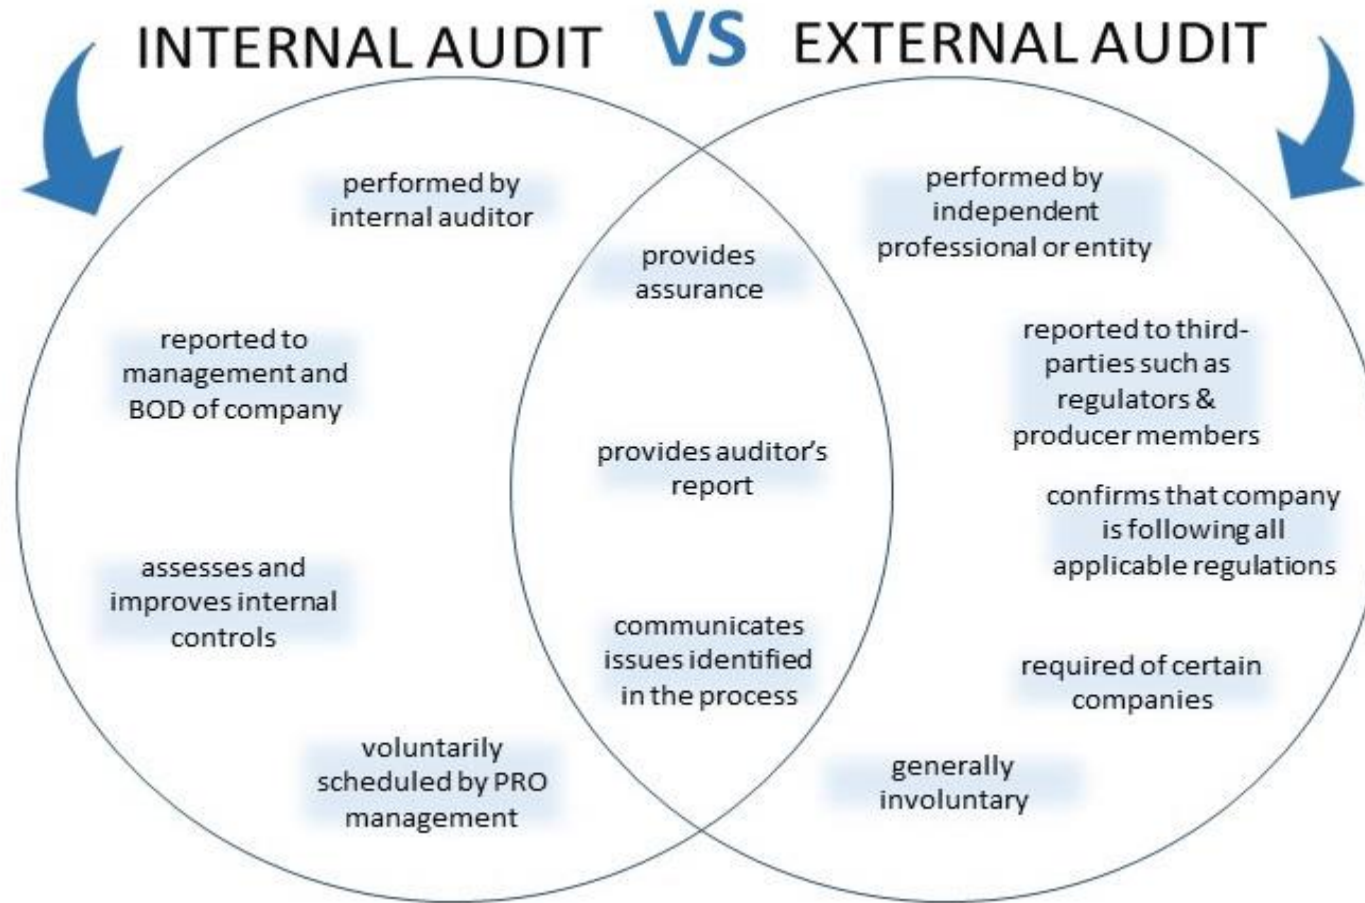 INTERNAL AUDIT VS EXTERNAL AUDIT
performed by
internal auditor
reported to
management and
BOD of company
assesses and
improves internal
controls
voluntarily
scheduled by PRO
management
provides
assurance
provides auditor's
report
communicates
issues identified
in the process
performed by
independent
professional or entity
reported to third-
parties such as
regulators &
producer members
confirms that company
is following all
applicable regulations
required of certain
companies
generally
involuntary